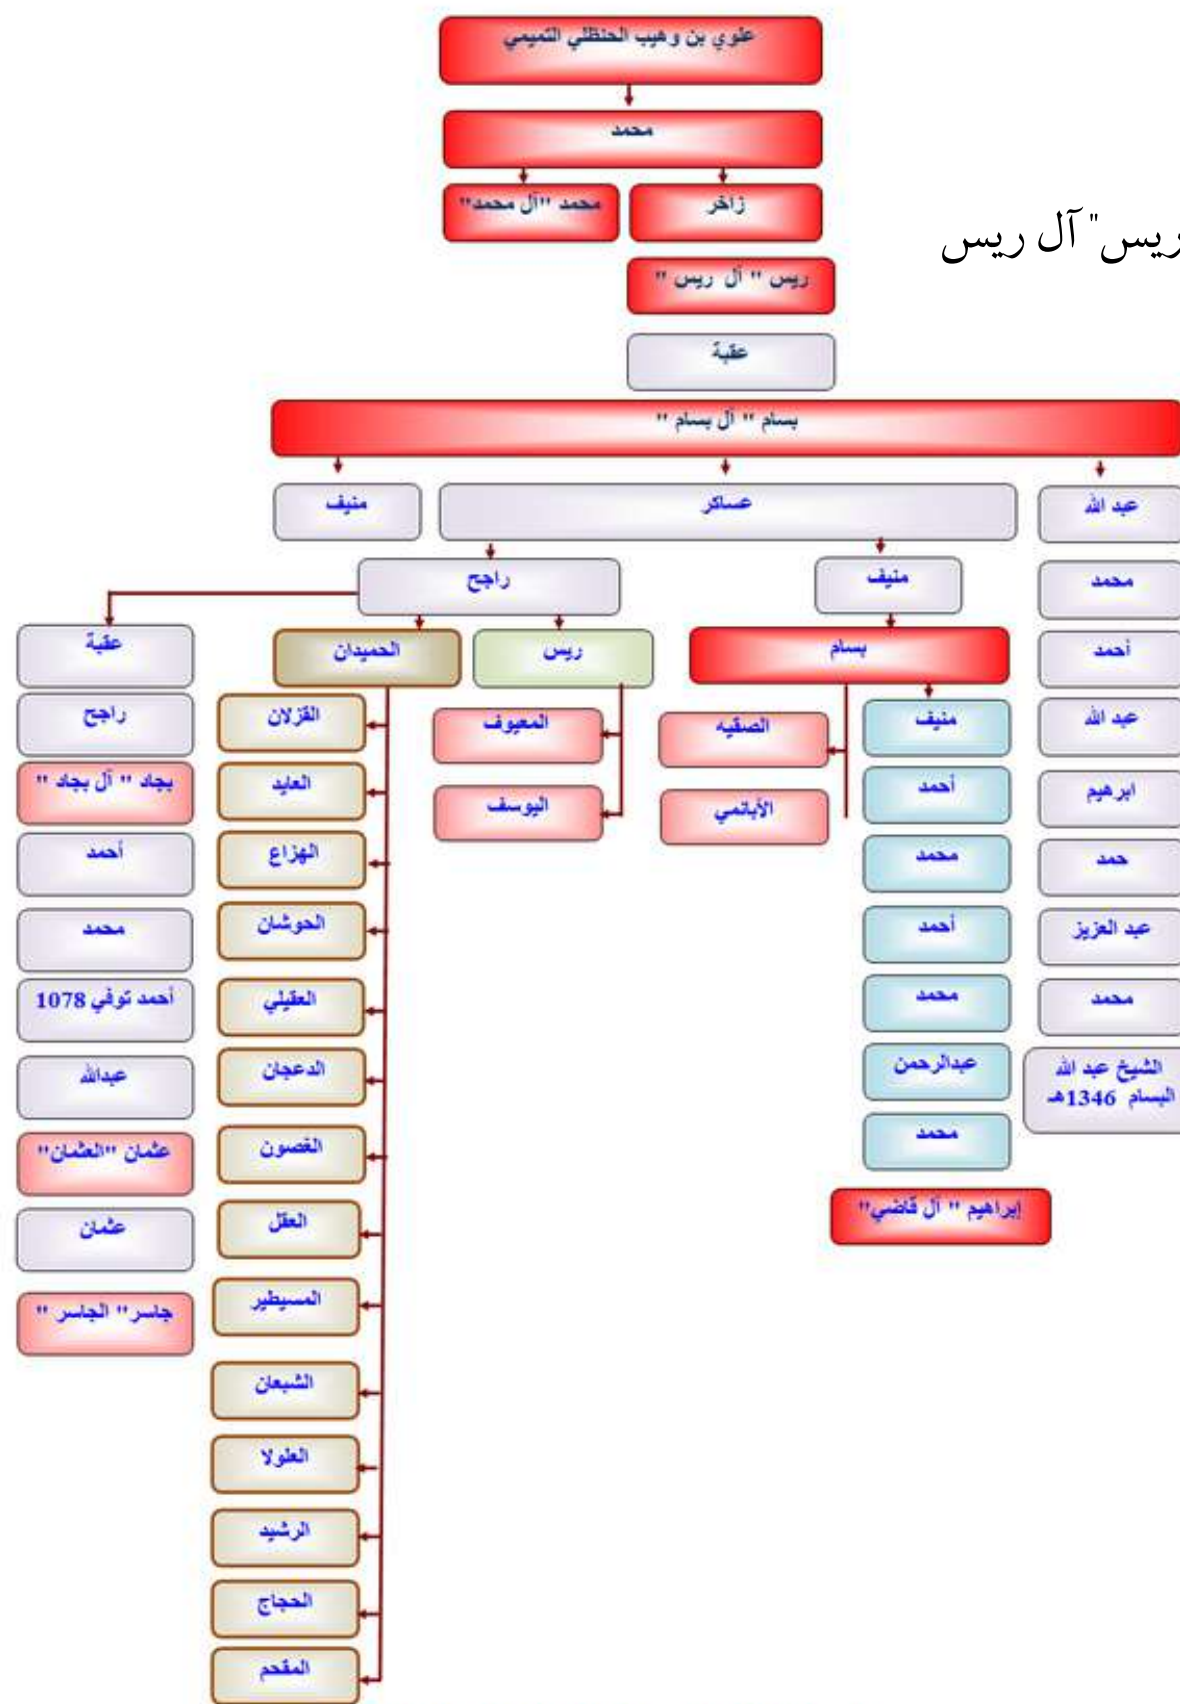 علوي بن وهيب الحنظلي التميمي
محمد
زاخر
محمد "آل محمد"
ريس" آل ريس
ريس " آل ريس "
عقبة
بسام " آل بسام "
عبد الله
عساكر
منيف
محمد
منيف
راجح
أحمد
بسام
ريس
الحميدان
عقبة
عبد الله
منيف
الصقيه
المعيوف
القزلان
راجح
ابرهيم
أحمد
الأبانمي
اليوسف
العايد
بجاد " آل بجاد "
حمد
محمد
الهزاع
أحمد
عبد العزيز
أحمد
الحوشان
محمد
محمد
محمد
العقيلي
أحمد توفي 1078
الشيخ عبد الله
البسام 1346هـ
عبدالرحمن
الدعجان
عبدالله
محمد
الغصون
عثمان "العثمان"
إبراهيم " آل قاضي"
العقل
عثمان
المسيطير
جاسر" الجاسر "
الشبعان
العلولا
الرشيد
الحجاج
المقحم